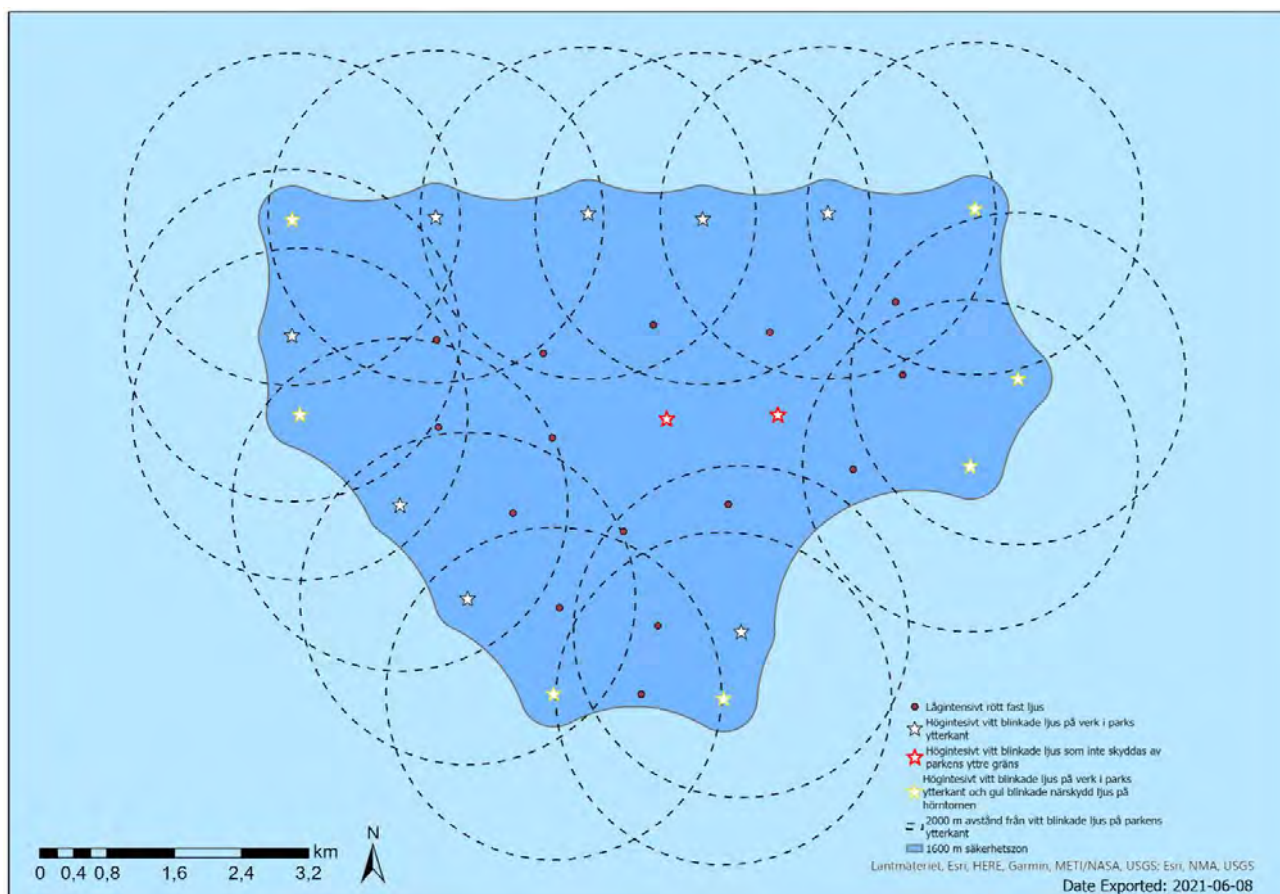 Lågintensivt rött fast ljus
Högintesivt vitt blinkade ljus på verk i parks
ytterkant
Högintesivt vitt blinkade ljus som inte skyddas av
parkens yttre gräns
Högintesivt vitt blinkade ljus på verk i parks
ytterkant och gul blinkade närskydd ljus på
hörntornen
2000 m avstånd från vitt blinkade ljus på parkens
ytterkant
1600 m säkerhetszon
N
km
0 0,4 0,8 1,6 2,4 3,2
Lantmäteriet, Esri, HERE, Garmin, METI/NASA, USGS; Esri, NMA, USGS
Date Exported: 2021-06-08